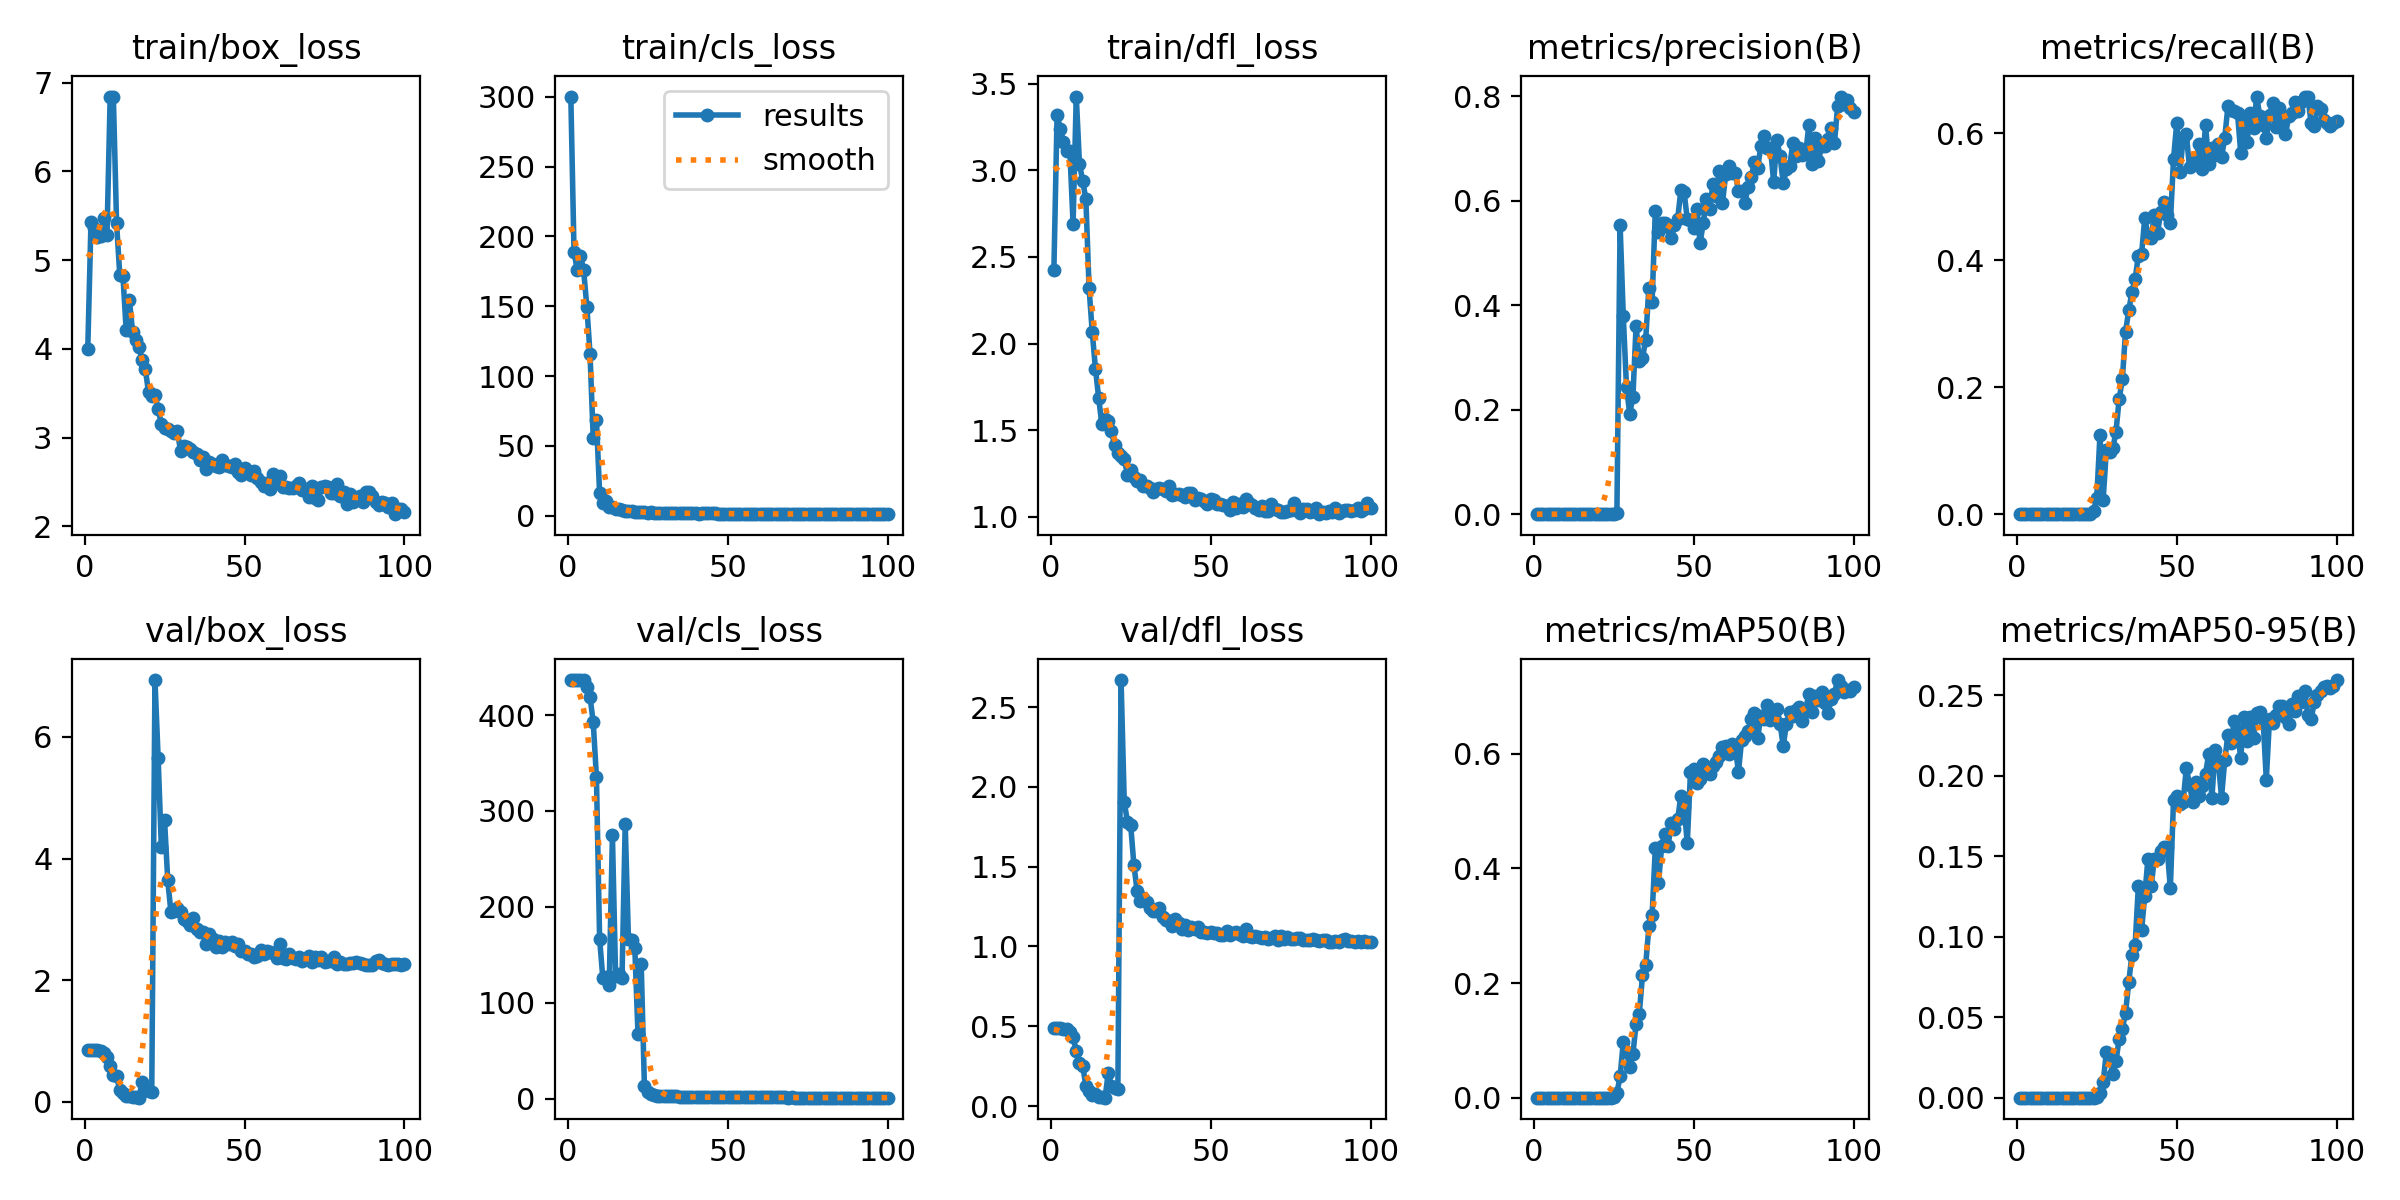 train/box_loss
7
6
5
4
3
2
0 50 100
train/cls_loss
300
250
200
150
100
50
0
results
smooth
0 50 100
train/dfl_loss
3.5
3.0
2.5
2.0
1.5
1.0
0 50 100
metrics/precision(B)
0.8
0.6
0.4
0.2
0.0
0 50 100
metrics/recall(B)
0.6
0.4
0.2
0.0
0 50 100
val/box_loss
6
4
2
0
0 50 100
val/cls_loss
400
300
200
100
0
0 50 100
val/dfl_loss
2.5
2.0
1.5
1.0
0.5
0.0
0 50 100
metrics/mAP50(B)
0.6
0.4
0.2
0.0
0 50 100
metrics/mAP50-95(B)
0.25
0.20
0.15
0.10
0.05
0.00
0 50 100